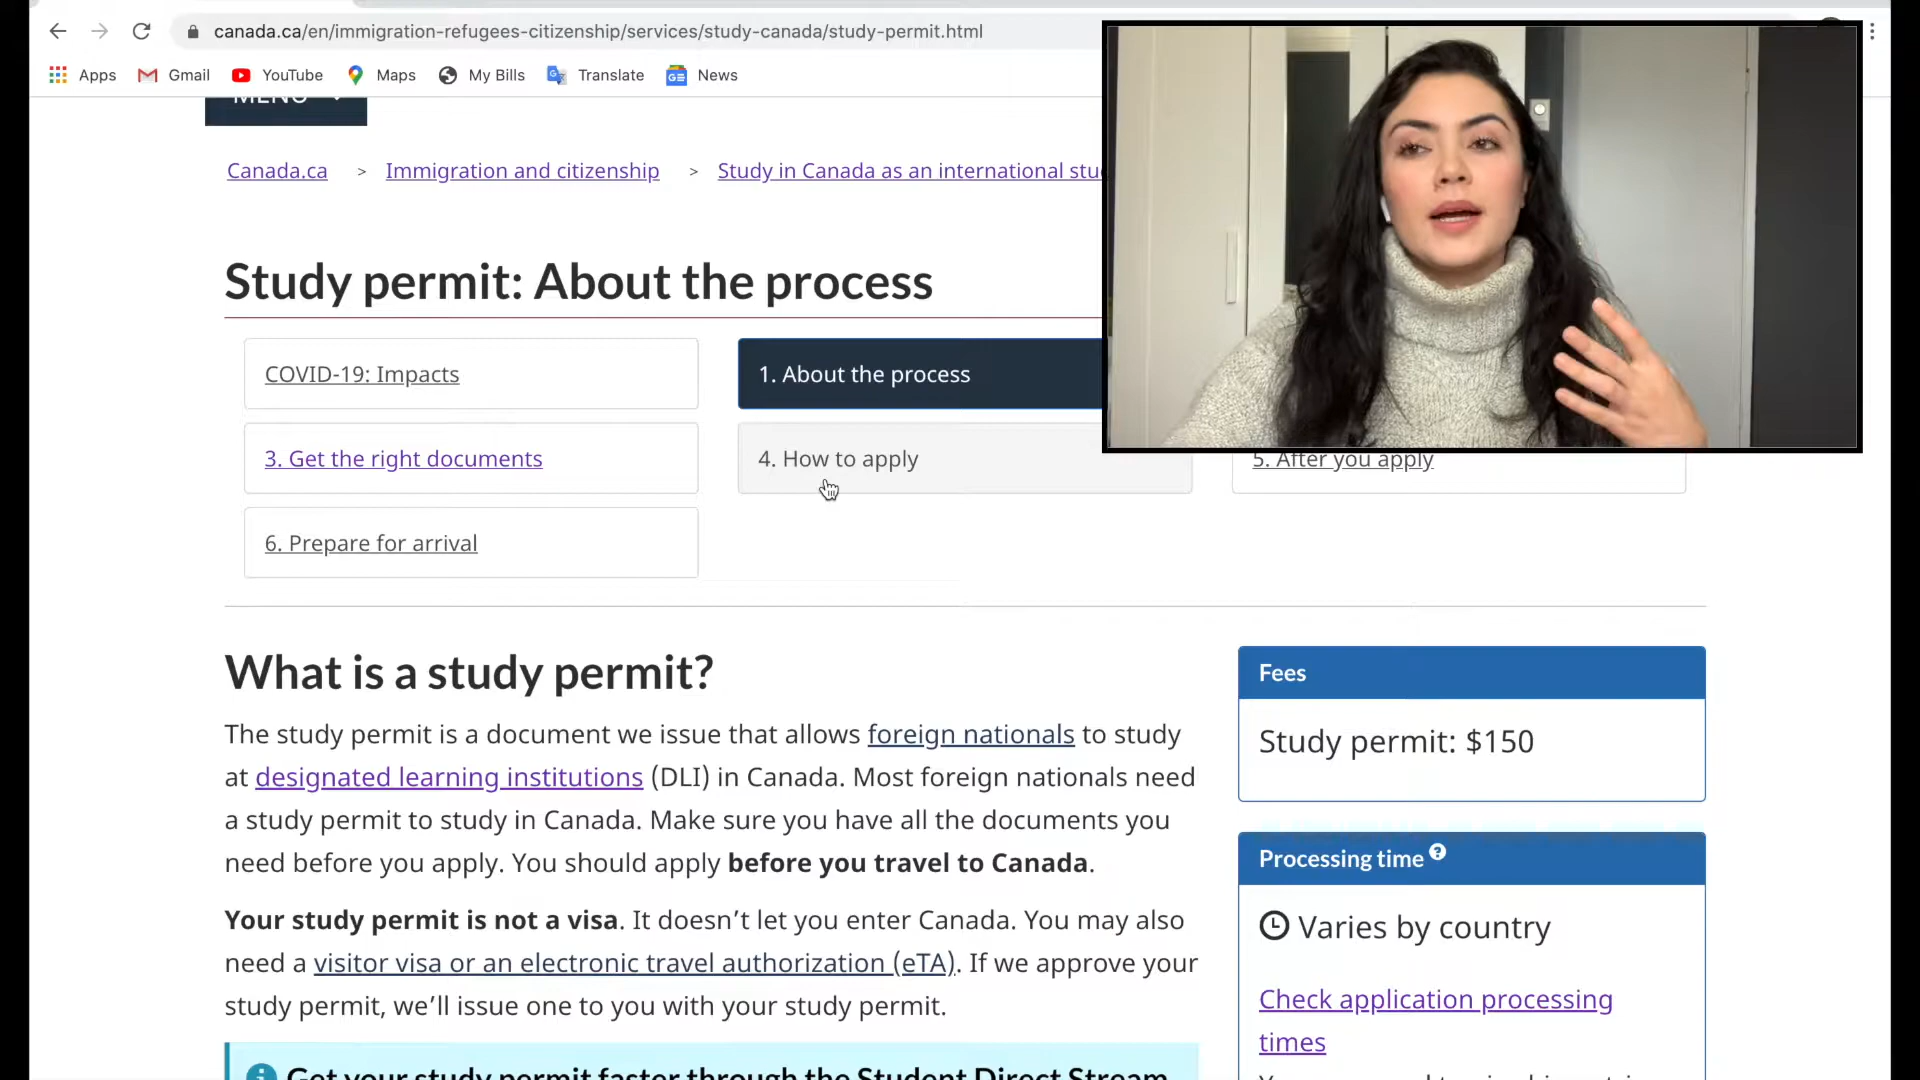 canada.ca/en/immigration-refugees-citizenship/services/study-canada/study-permit.html
Apps Gmail YouTube Maps My Bills Translate News
MENU
Canada.ca > Immigration and citizenship > Study in Canada as an international
Study permit: About the process
COVID-19: Impacts
1. About the process
3. Get the right documents
4. How to apply
5. After you apply
6. Prepare for arrival
What is a study permit?
The study permit is a document we issue that allows foreign nationals to study
at designated learning institutions (DLI) in Canada. Most foreign nationals need
a study permit to study in Canada. Make sure you have all the documents you
need before you apply. You should apply before you travel to Canada.
Your study permit is not a visa. It doesn’t let you enter Canada. You may also
need a visitor visa or an electronic travel authorization (eTA). If we approve your
study permit, we’ll issue one to you with your study permit.
Get your study permit faster through the Student Direct Stream
Fees
Study permit: $150
Processing time
Varies by country
Check application processing
times